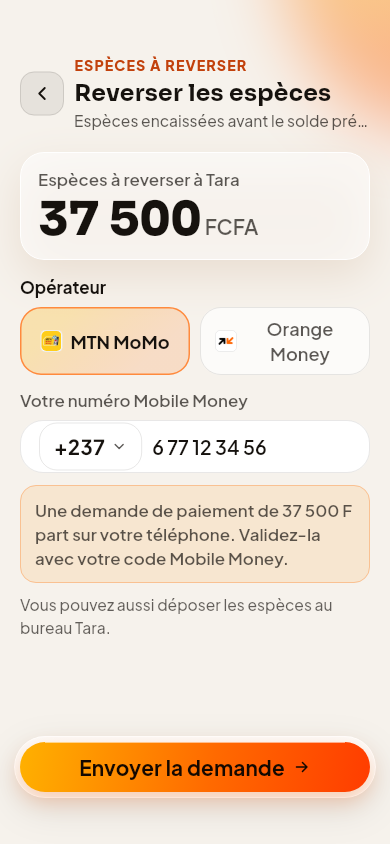 ESPÈCES À REVERSER
Reverser les espèces
Espèces encaissées avant le solde pré…
Espèces à reverser à Tara
37 500 FCFA
Opérateur
MTN MoMo
Orange
Money
Votre numéro Mobile Money
+237 6 77 12 34 56
Une demande de paiement de 37 500 F
part sur votre téléphone. Validez-la
avec votre code Mobile Money.
Vous pouvez aussi déposer les espèces au
bureau Tara.
Envoyer la demande →